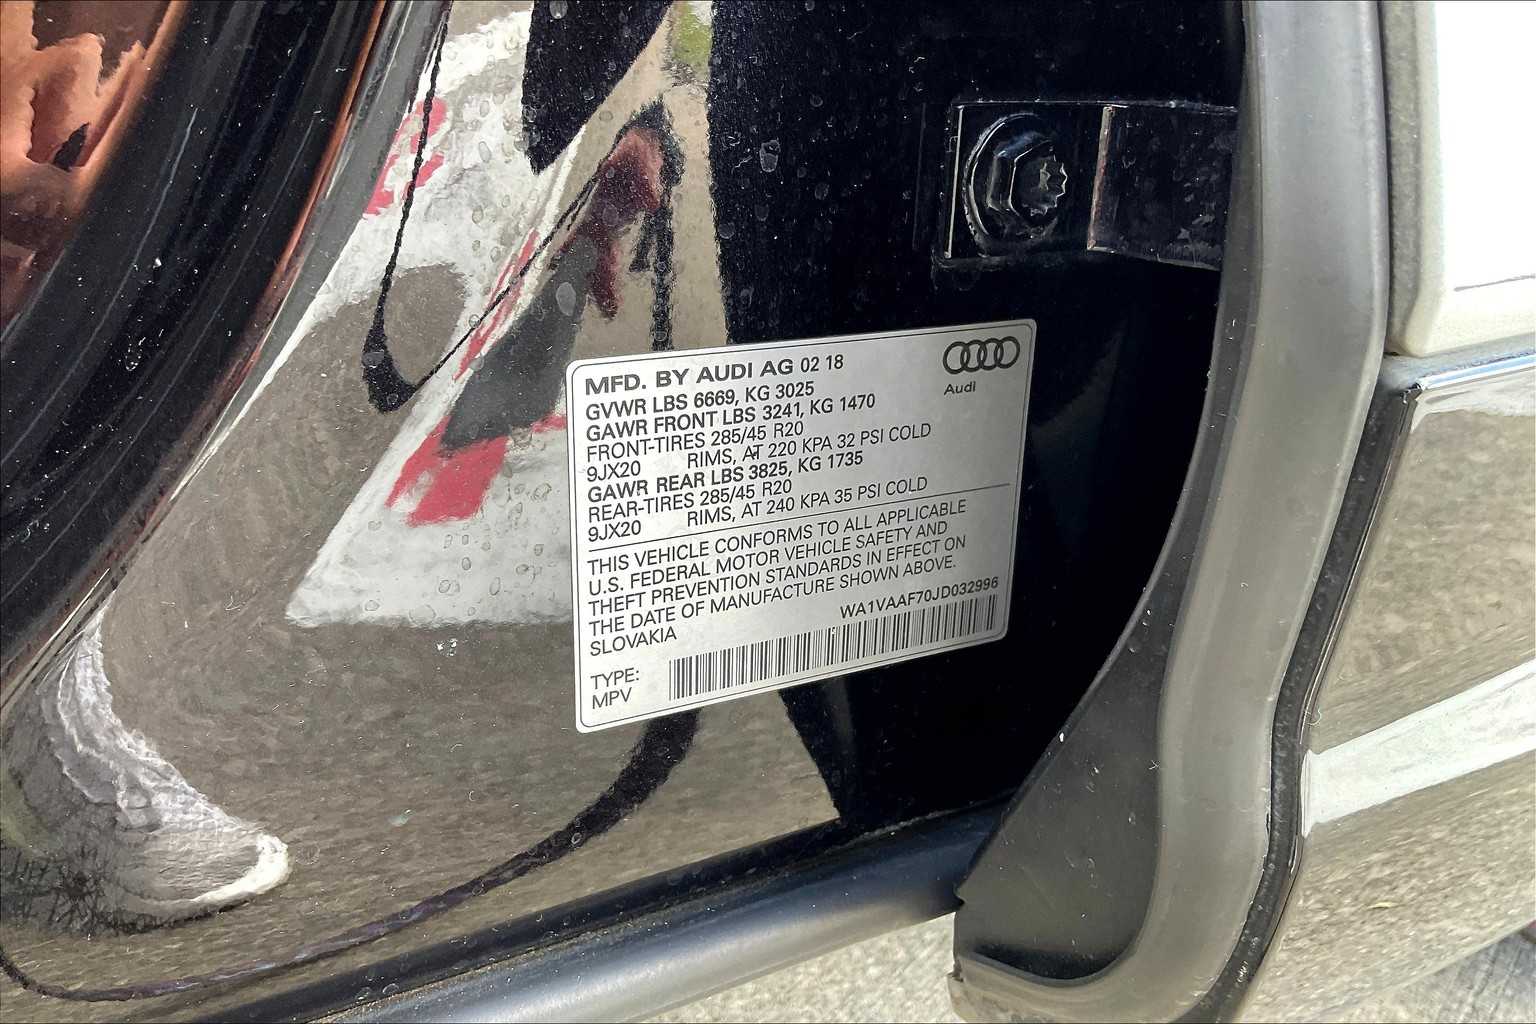 MFD. BY AUDI AG 02 18
GVWR LBS 6669, KG 3025
GAWR FRONT LBS 3241, KG 1470
FRONT-TIRES 285/45 R20
9JX20 RIMS, AT 220 KPA 32 PSI COLD
GAWR REAR LBS 3825, KG 1735
REAR-TIRES 285/45 R20
9JX20 RIMS, AT 240 KPA 35 PSI COLD
Audi
THIS VEHICLE CONFORMS TO ALL APPLICABLE
U.S. FEDERAL MOTOR VEHICLE SAFETY AND
THEFT PREVENTION STANDARDS IN EFFECT ON
THE DATE OF MANUFACTURE SHOWN ABOVE.
SLOVAKIA
WA1VAAF70JD032996
TYPE:
MPV